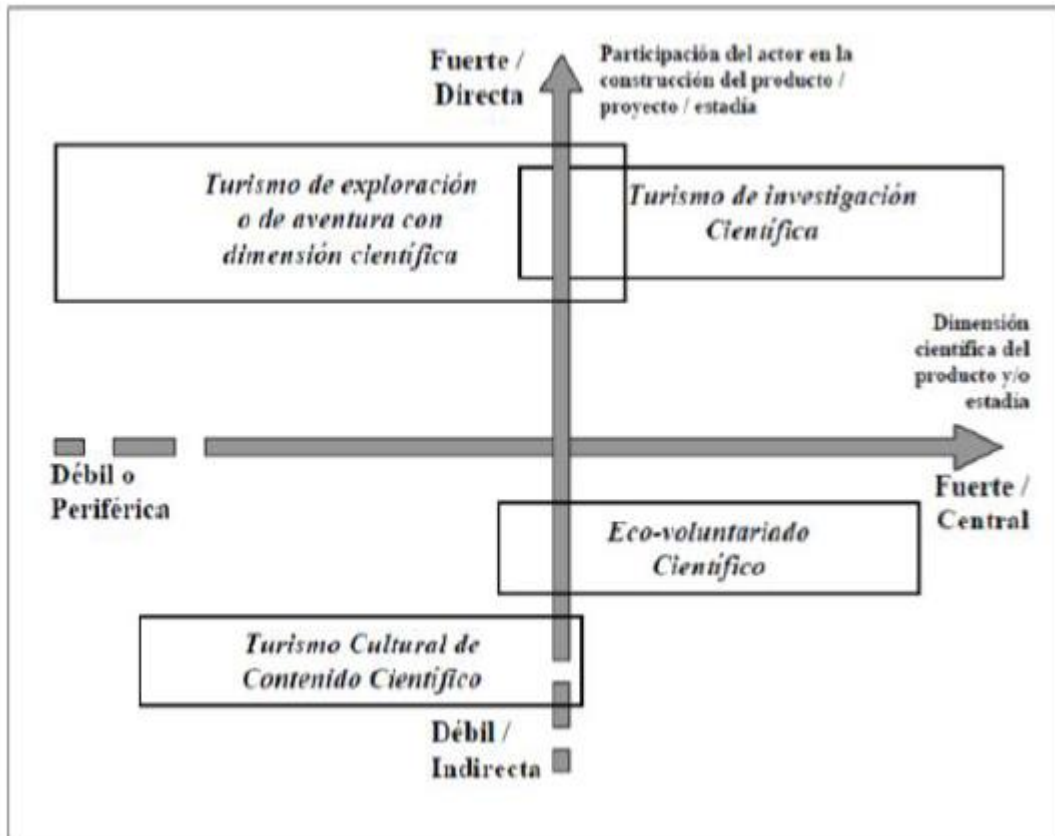 Fuerte /
Directa
Participación del actor en la
construcción del producto /
proyecto / estadía
Turismo de exploración
o de aventura con
dimensión científica
Turismo de investigación
Científica
Dimensión
científica del
producto y/o
estadía
Débil o
Periférica
Fuerte /
Central
Eco-voluntariado
Científico
Turismo Cultural de
Contenido Científico
Débil /
Indirecta